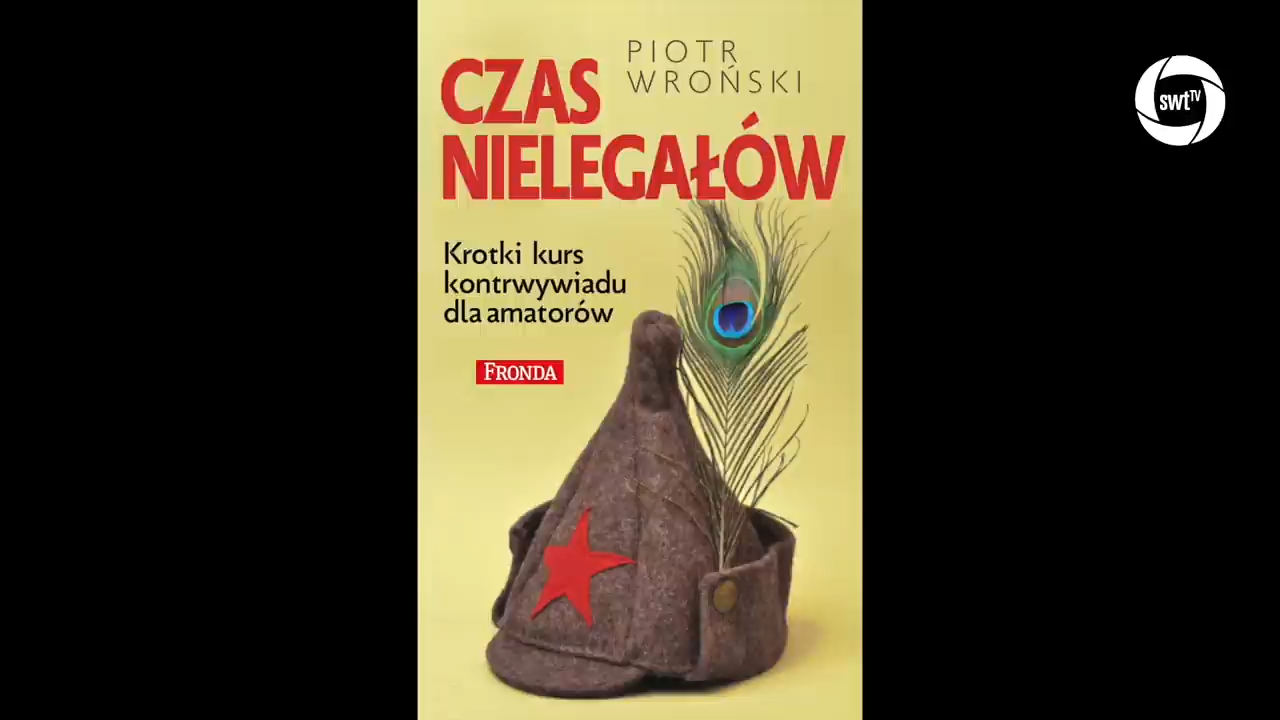 PIOTR
WROŃSKI
CZAS
NIELEGAŁÓW
Krotki kurs
kontrwywiadu
dla amatorów
FRONDA
swtTV